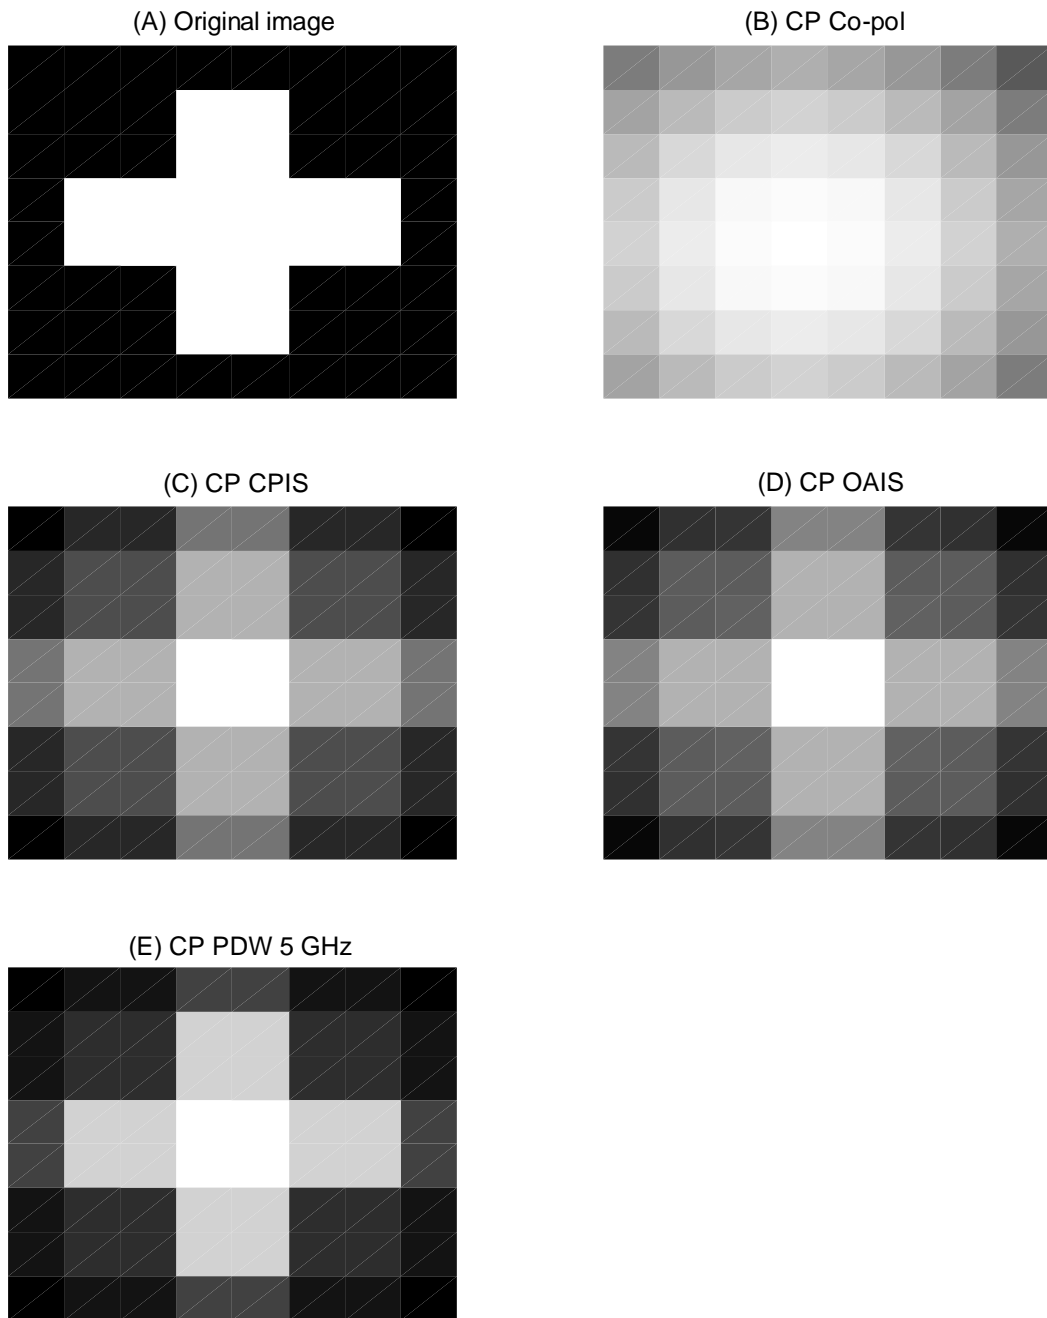 (A) Original image
(B) CP Co-pol
(C) CP CPIS
(D) CP OAIS
(E) CP PDW 5 GHz